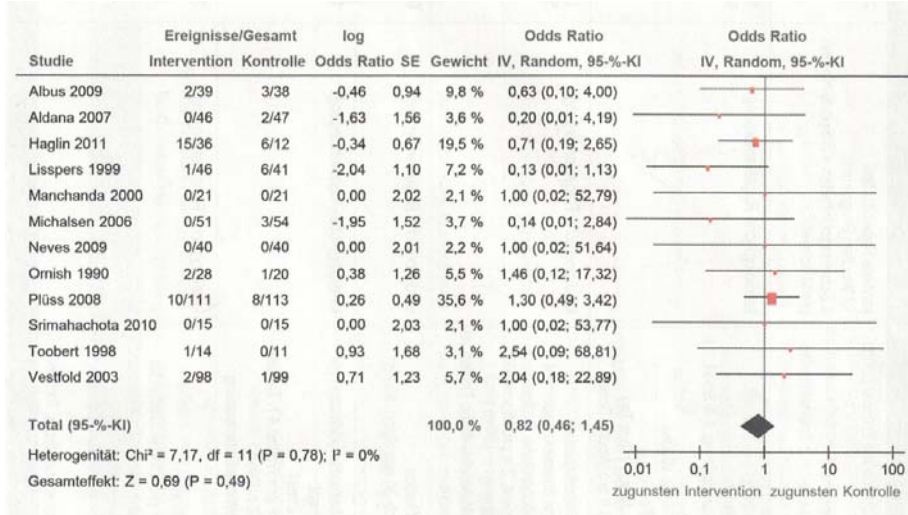 Ereignisse/Gesamt log Odds Ratio Odds Ratio
Studie Intervention Kontrolle Odds Ratio SE Gewicht IV, Random, 95-%-KI IV, Random, 95-%-KI
Albus 2009 2/39 3/38 -0,46 0,94 9,8 % 0,63 (0,10; 4,00)
Aldana 2007 0/46 2/47 -1,63 1,56 3,6 % 0,20 (0,01; 4,19)
Haglin 2011 15/36 6/12 -0,34 0,67 19,5 % 0,71 (0,19; 2,65)
Lisspers 1999 1/46 6/41 -2,04 1,10 7,2 % 0,13 (0,01; 1,13)
Manchanda 2000 0/21 0/21 0,00 2,02 2,1 % 1,00 (0,02; 52,79)
Michalsen 2006 0/51 3/54 -1,95 1,52 3,7 % 0,14 (0,01; 2,84)
Neves 2009 0/40 0/40 0,00 2,01 2,2 % 1,00 (0,02; 51,64)
Ornish 1990 2/28 1/20 0,38 1,26 5,5 % 1,46 (0,12; 17,32)
Plüss 2008 10/111 8/113 0,26 0,49 35,6 % 1,30 (0,49; 3,42)
Srimahachota 2010 0/15 0/15 0,00 2,03 2,1 % 1,00 (0,02; 53,77)
Toobert 1998 1/14 0/11 0,93 1,68 3,1 % 2,54 (0,09; 68,81)
Vestfold 2003 2/98 1/99 0,71 1,23 5,7 % 2,04 (0,18; 22,89)
Total (95-%-KI) 100,0 % 0,82 (0,46; 1,45)
Heterogenität: Chi² = 7,17, df = 11 (P = 0,78); I² = 0%
Gesamteffekt: Z = 0,69 (P = 0,49)
0,01 0,1 1 10 100
zugunsten Intervention zugunsten Kontrolle